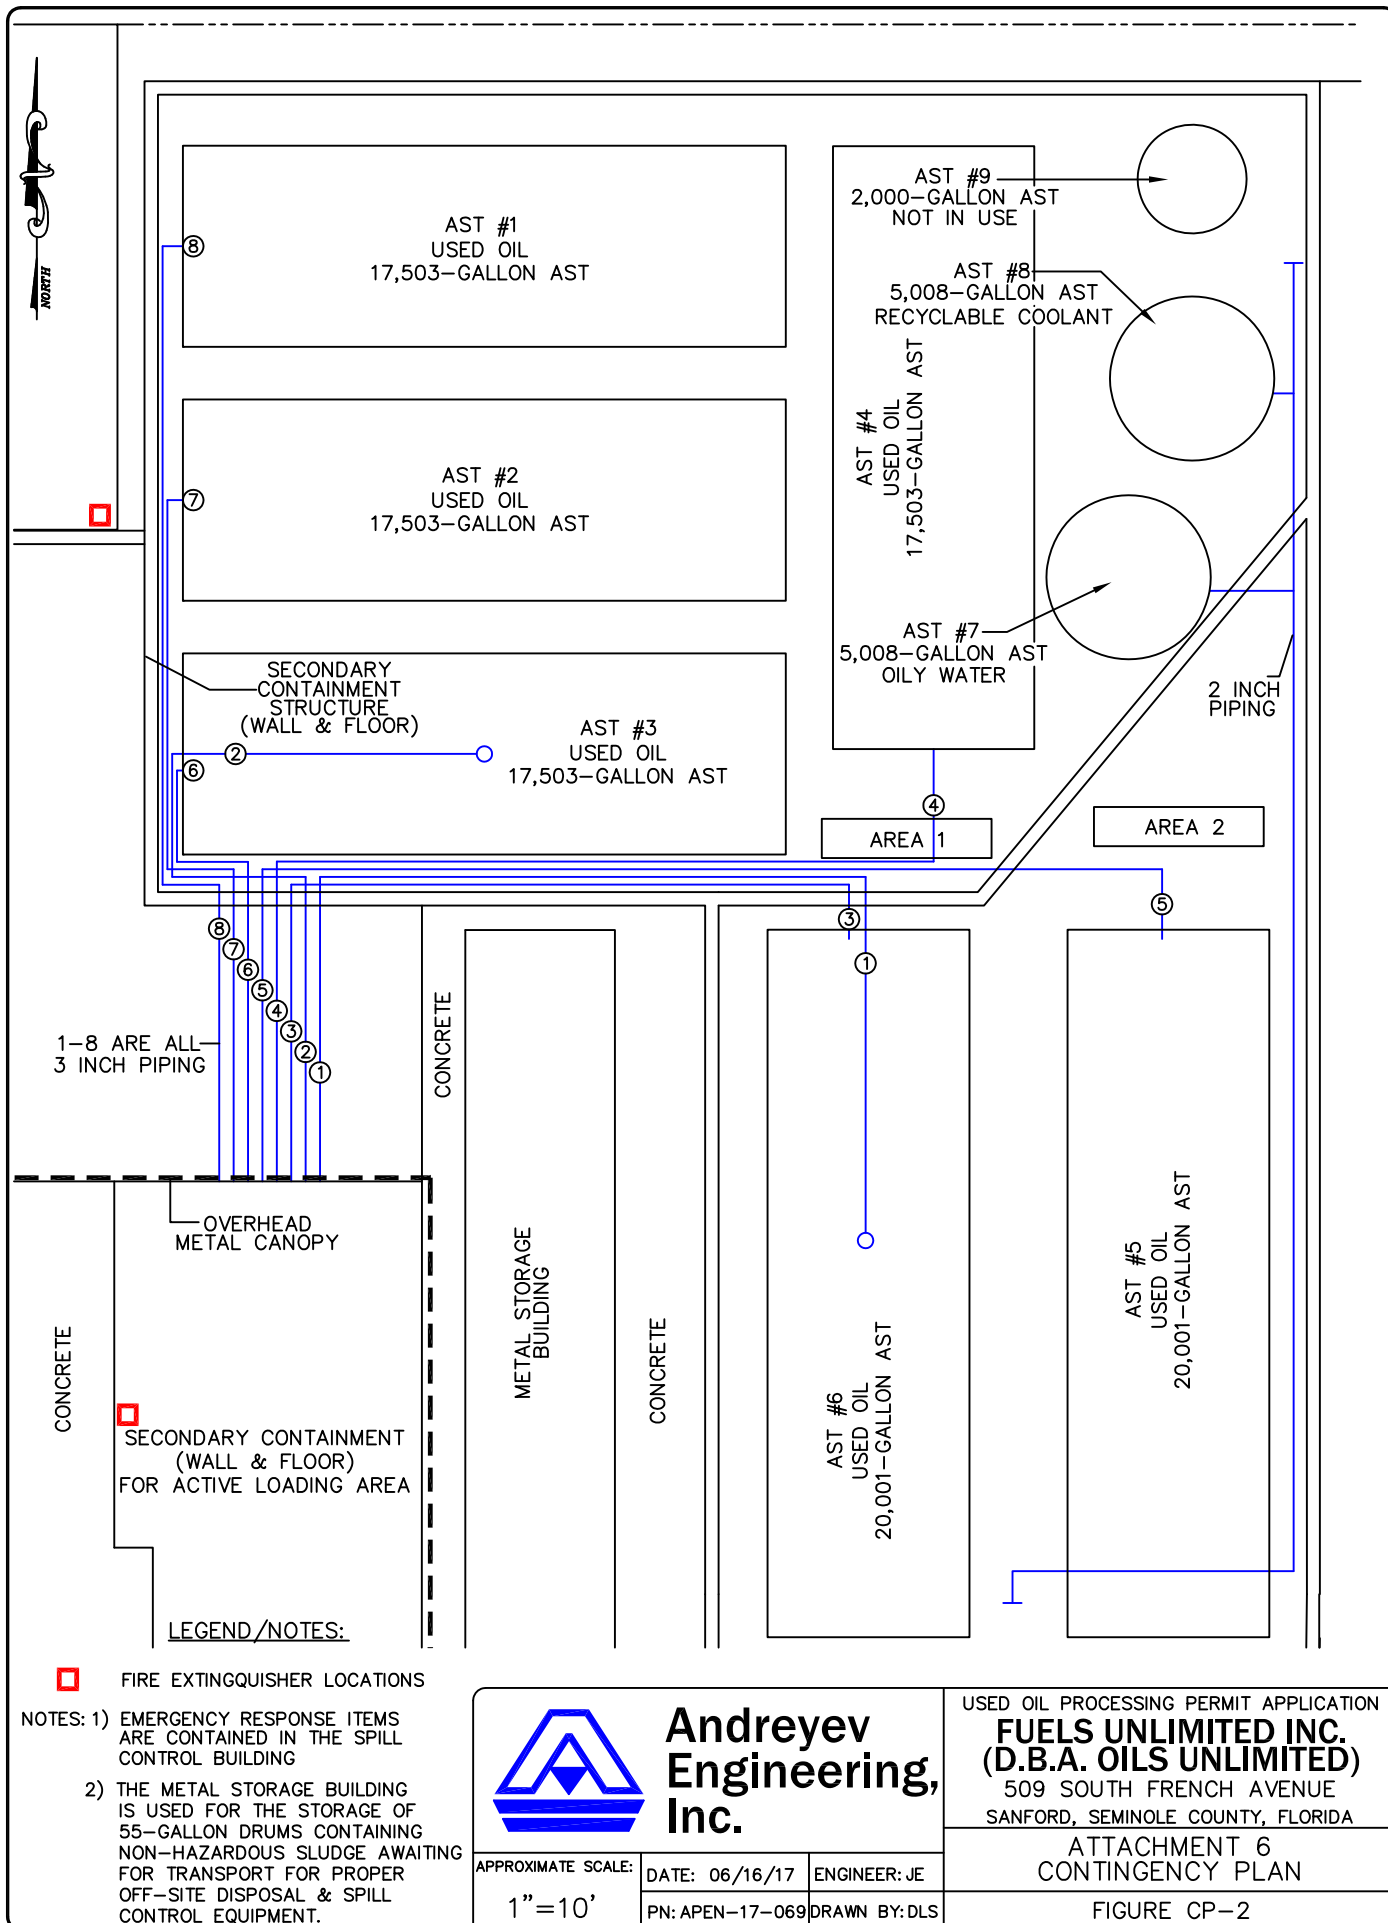 NORTH
AST #1
USED OIL
17,503-GALLON AST
8
AST #2
USED OIL
17,503-GALLON AST
7
AST #9
2,000-GALLON AST
NOT IN USE
AST #8
5,008-GALLON AST
RECYCLABLE COOLANT
AST #4
USED OIL
17,503-GALLON AST
AST #7
5,008-GALLON AST
OILY WATER
2 INCH
PIPING
SECONDARY
CONTAINMENT
STRUCTURE
(WALL & FLOOR)
AST #3
USED OIL
17,503-GALLON AST
2
6
4
AREA 1
AREA 2
8
7
6
5
4
3
2
1
3
1
5
1-8 ARE ALL
3 INCH PIPING
CONCRETE
OVERHEAD
METAL CANOPY
CONCRETE
METAL STORAGE
BUILDING
CONCRETE
AST #6
USED OIL
20,001-GALLON AST
AST #5
USED OIL
20,001-GALLON AST
SECONDARY CONTAINMENT
(WALL & FLOOR)
FOR ACTIVE LOADING AREA
LEGEND/NOTES:
FIRE EXTINGQUISHER LOCATIONS
NOTES: 1) EMERGENCY RESPONSE ITEMS
ARE CONTAINED IN THE SPILL
CONTROL BUILDING
2) THE METAL STORAGE BUILDING
IS USED FOR THE STORAGE OF
55-GALLON DRUMS CONTAINING
NON-HAZARDOUS SLUDGE AWAITING
FOR TRANSPORT FOR PROPER
OFF-SITE DISPOSAL & SPILL
CONTROL EQUIPMENT.
Andreyev
Engineering,
Inc.
APPROXIMATE SCALE:
1"=10'
DATE: 06/16/17
ENGINEER: JE
PN: APEN-17-069
DRAWN BY: DLS
USED OIL PROCESSING PERMIT APPLICATION
FUELS UNLIMITED INC.
(D.B.A. OILS UNLIMITED)
509 SOUTH FRENCH AVENUE
SANFORD, SEMINOLE COUNTY, FLORIDA
ATTACHMENT 6
CONTINGENCY PLAN
FIGURE CP-2